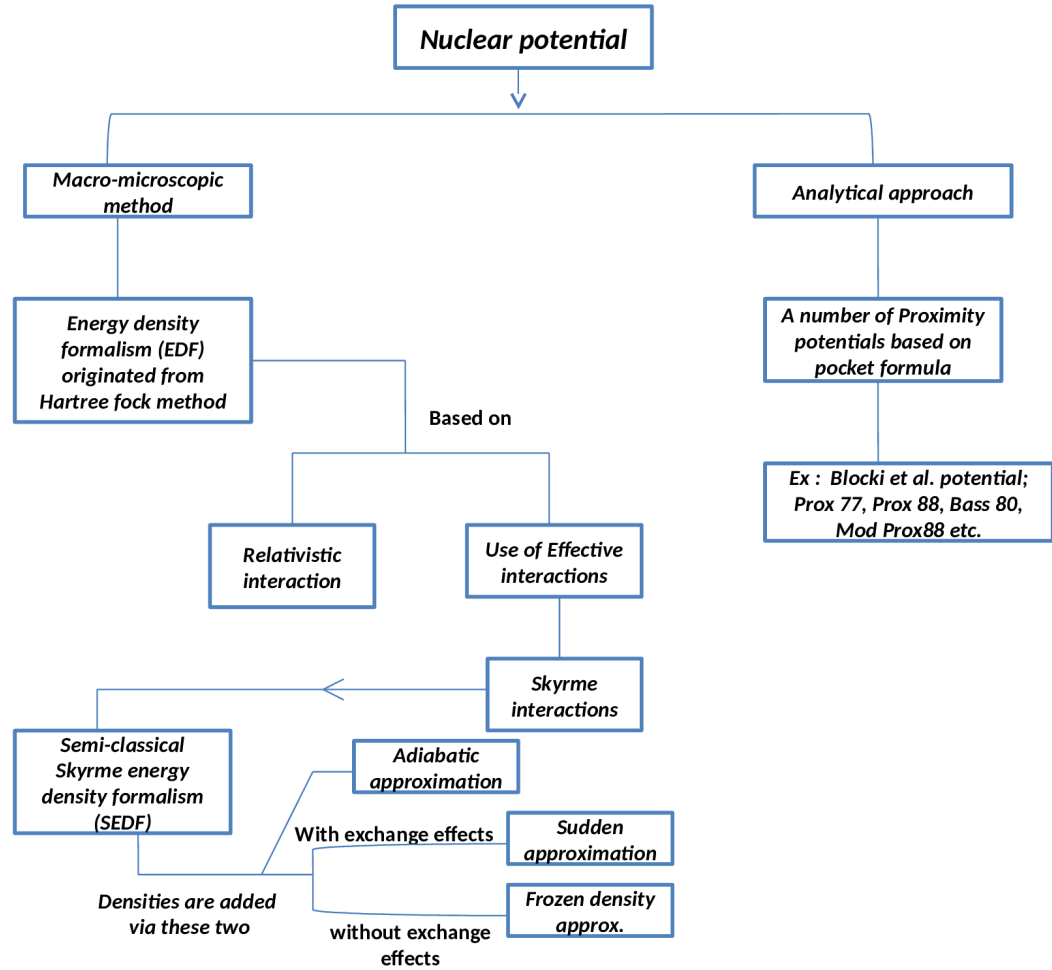 Nuclear potential
Macro-microscopic
method
Analytical approach
Energy density
formalism (EDF)
originated from
Hartree fock method
A number of Proximity
potentials based on
pocket formula
Based on
Ex :  Blocki et al. potential;
Prox 77, Prox 88, Bass 80,
Mod Prox88 etc.
Relativistic
interaction
Use of Effective
interactions
Skyrme
interactions
Semi-classical
Skyrme energy
density formalism
(SEDF)
Adiabatic
approximation
With exchange effects
Sudden
approximation
Densities are added
via these two
Frozen density
approx.
without exchange
effects